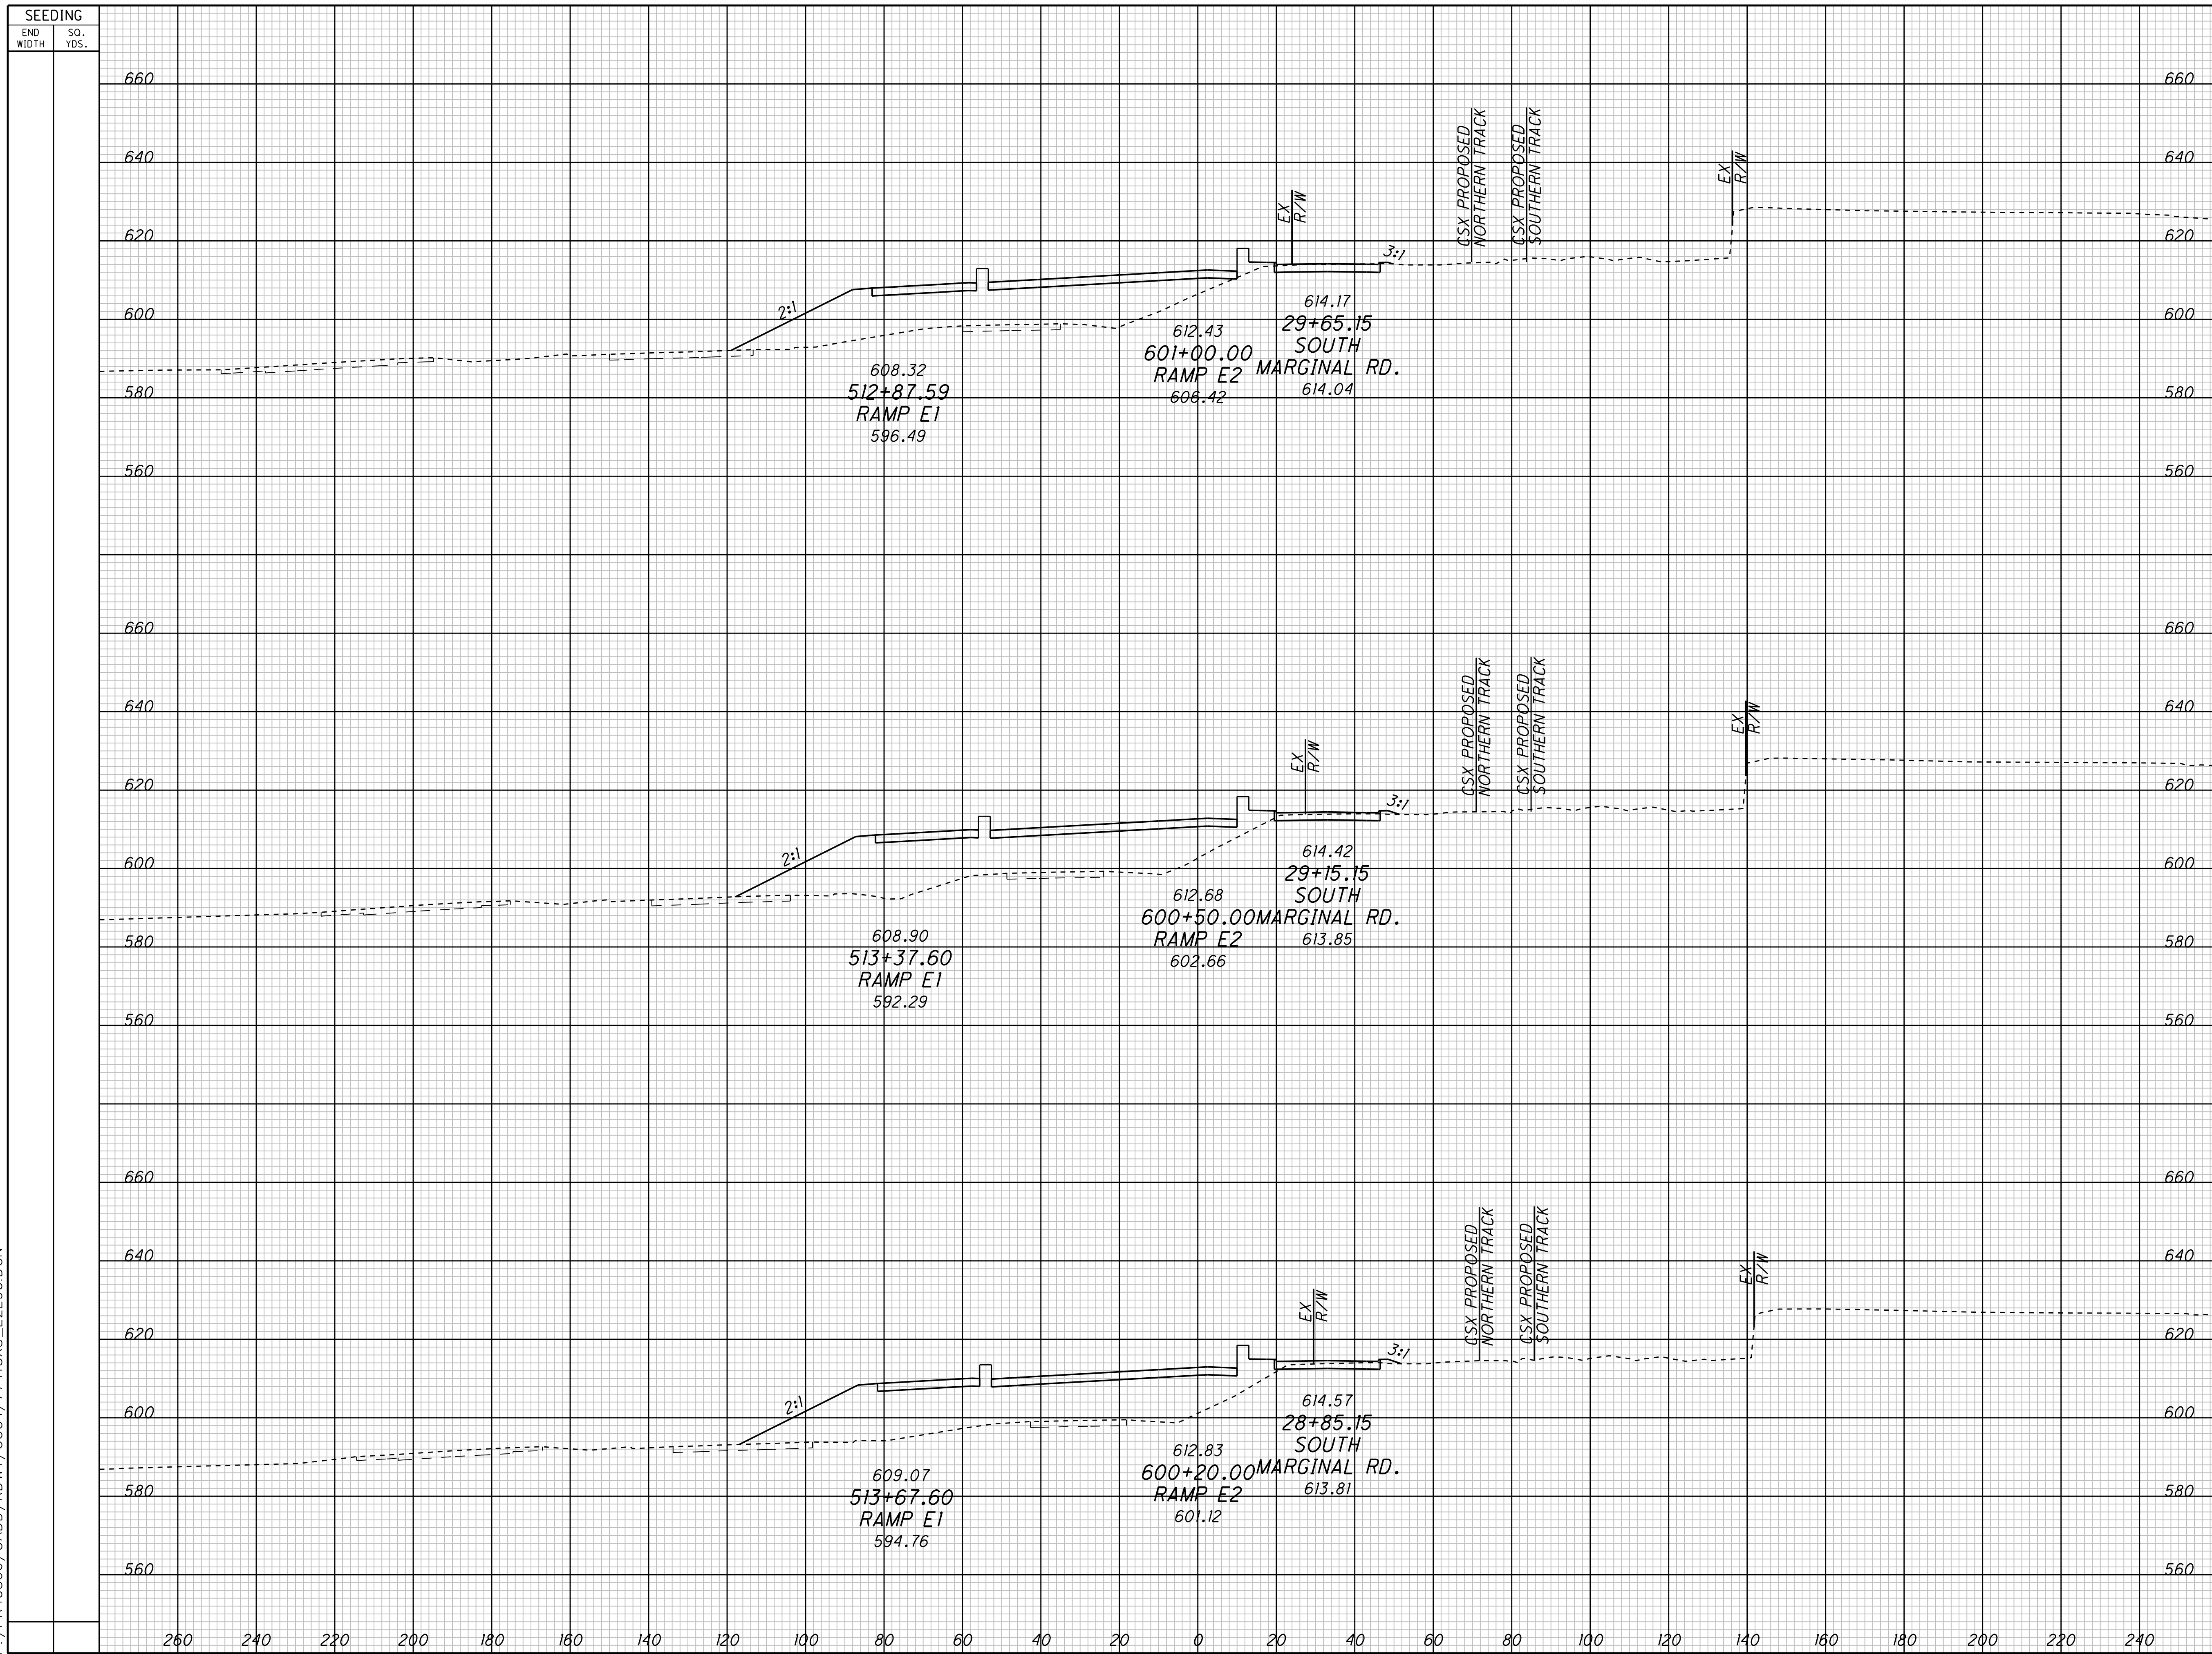 SEEDING
END WIDTH
SQ. YDS.
660 660
CSX PROPOSED
NORTHERN TRACK
CSX PROPOSED
SOUTHERN TRACK
640 640
EX
R/W
EX
R/W
620 620
3:1
2:1
600 600
614.17
29+65.15
SOUTH
MARGINAL RD.
614.04
612.43
601+00.00
RAMP E2
606.42
608.32
512+87.59
RAMP E1
596.49
580 580
560 560
660 660
CSX PROPOSED
NORTHERN TRACK
CSX PROPOSED
SOUTHERN TRACK
640 640
EX
R/W
EX
R/W
620 620
3:1
2:1
600 600
614.42
29+15.15
SOUTH
MARGINAL RD.
613.85
612.68
600+50.00
RAMP E2
602.66
608.90
513+37.60
RAMP E1
592.29
580 580
560 560
660 660
CSX PROPOSED
NORTHERN TRACK
CSX PROPOSED
SOUTHERN TRACK
640 640
EX
R/W
EX
R/W
620 620
3:1
2:1
600 600
614.57
28+85.15
SOUTH
MARGINAL RD.
613.81
612.83
600+20.00
RAMP E2
601.12
609.07
513+67.60
RAMP E1
594.76
580 580
560 560
260 240 220 200 180 160 140 120 100 80 60 40 20 0 20 40 60 80 100 120 140 160 180 200 220 240